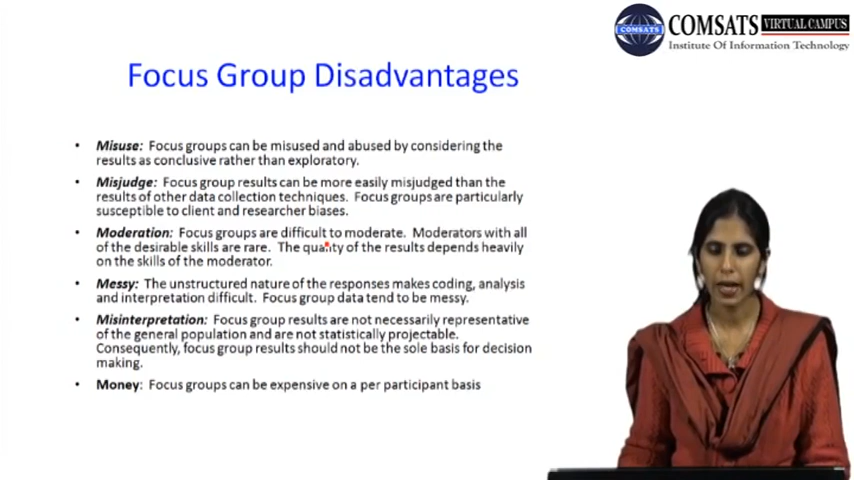 COMSATS
COMSATS VIRTUAL CAMPUS
Institute Of Information Technology
Focus Group Disadvantages
• Misuse: Focus groups can be misused and abused by considering the
results as conclusive rather than exploratory.
• Misjudge: Focus group results can be more easily misjudged than the
results of other data collection techniques. Focus groups are particularly
susceptible to client and researcher biases.
• Moderation: Focus groups are difficult to moderate. Moderators with all
of the desirable skills are rare. The quality of the results depends heavily
on the skills of the moderator.
• Messy: The unstructured nature of the responses makes coding, analysis
and interpretation difficult. Focus group data tend to be messy.
• Misinterpretation: Focus group results are not necessarily representative
of the general population and are not statistically projectable.
Consequently, focus group results should not be the sole basis for decision
making.
• Money: Focus groups can be expensive on a per participant basis